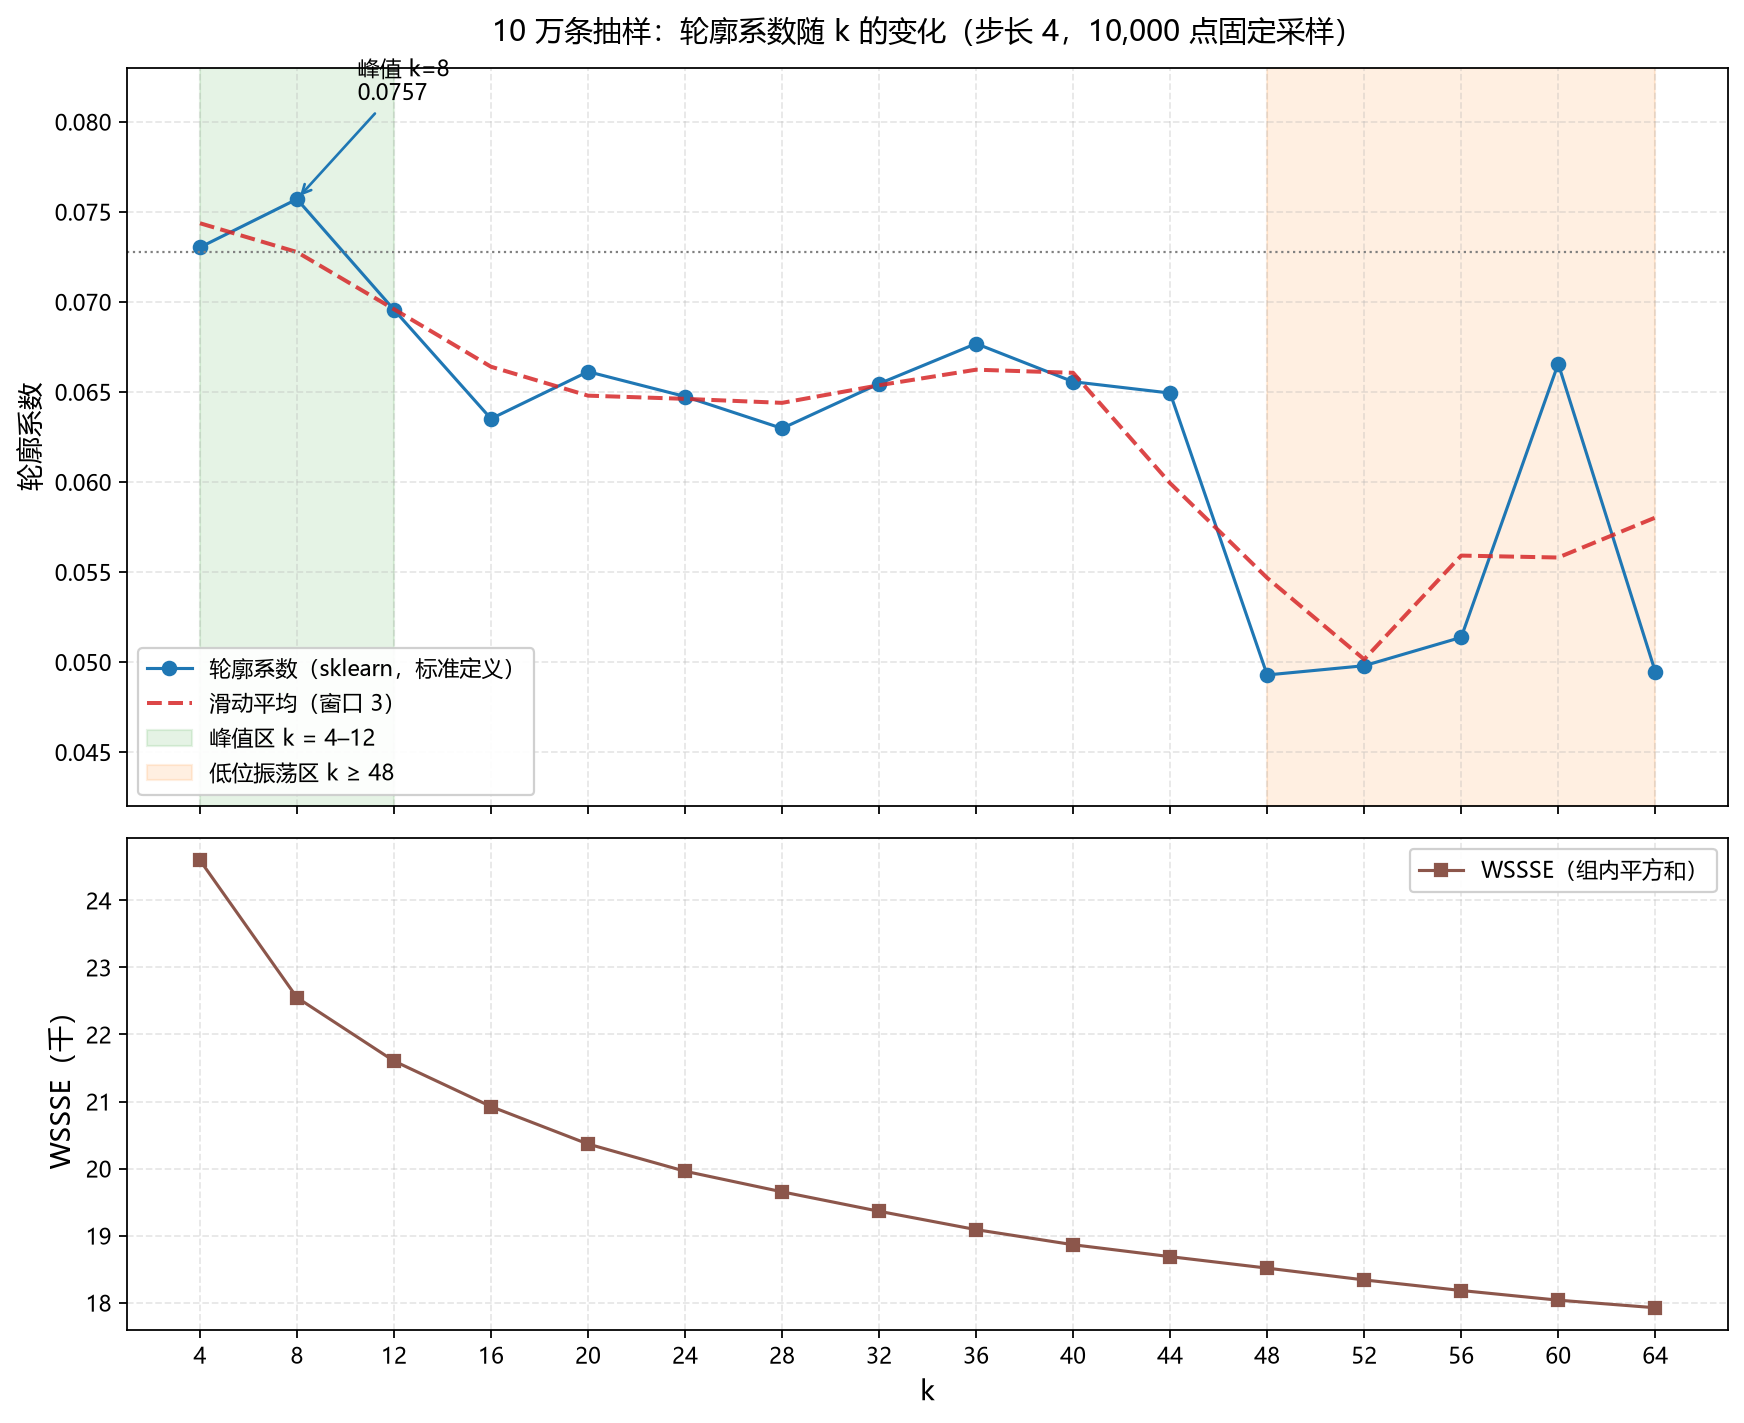 10 万条抽样：轮廓系数随 k 的变化（步长 4，10,000 点固定采样）
峰值 k=8
0.0757
0.080
0.075
0.070
0.065
0.060
0.055
0.050
0.045
轮廓系数
轮廓系数（sklearn，标准定义）
滑动平均（窗口 3）
峰值区 k = 4–12
低位振荡区 k ≥ 48
WSSSE（组内平方和）
24
23
22
21
20
19
18
WSSSE（千）
4 8 12 16 20 24 28 32 36 40 44 48 52 56 60 64
k